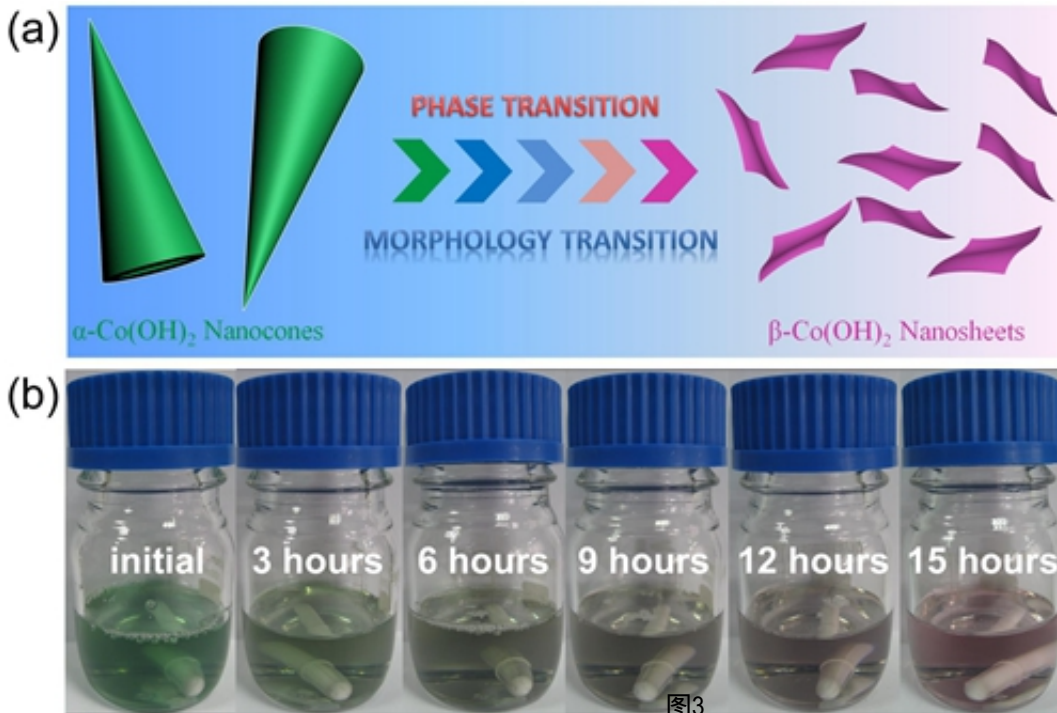 (a)
PHASE TRANSITION
MORPHOLOGY TRANSITION
α-Co(OH)₂ Nanocones
β-Co(OH)₂ Nanosheets
(b)
initial
3 hours
6 hours
9 hours
12 hours
15 hours
图3